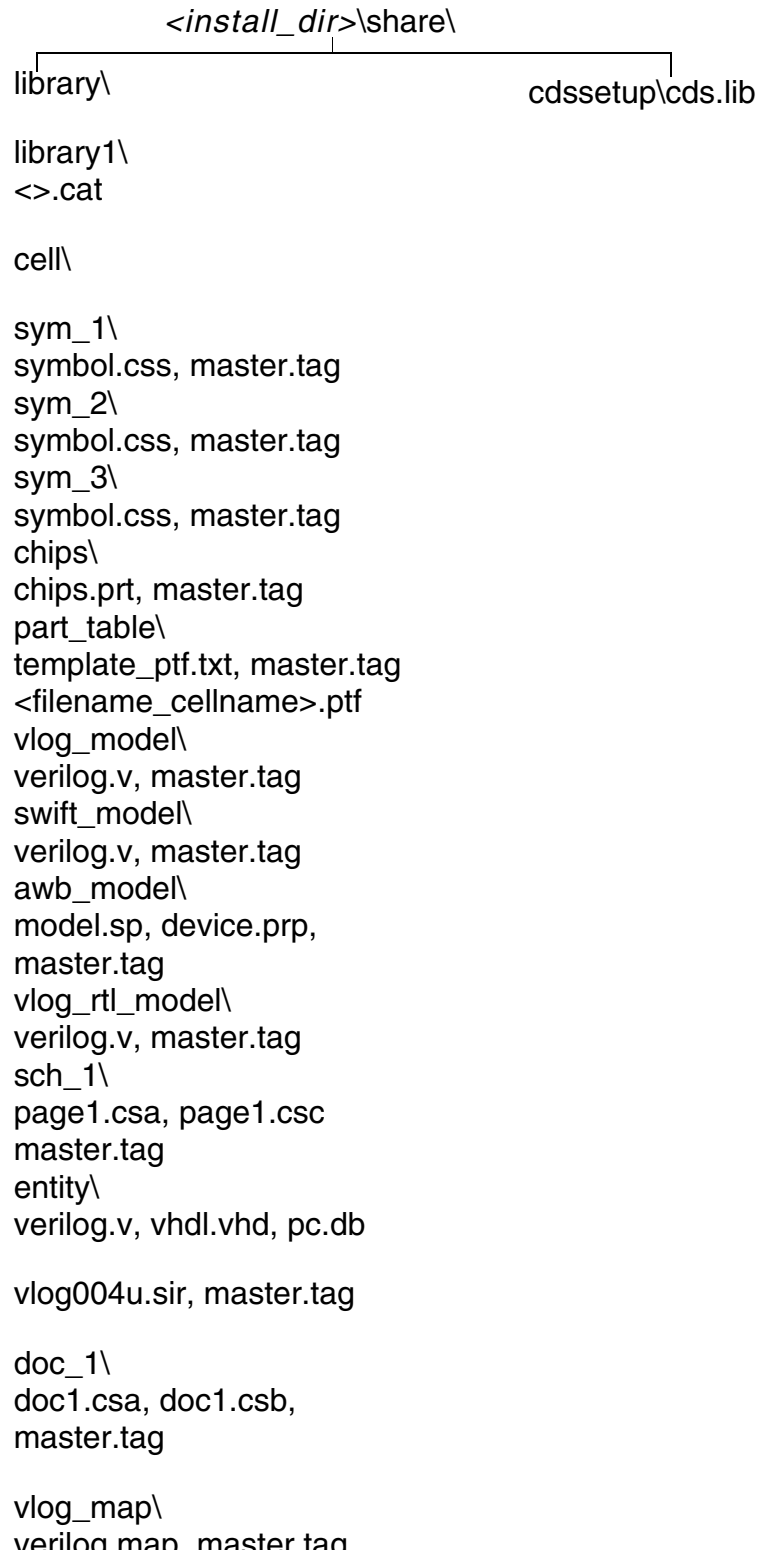 <install_dir>\share\
library\
cdssetup\cds.lib
library1\
<>.cat
cell\
sym_1\
symbol.css, master.tag
sym_2\
symbol.css, master.tag
sym_3\
symbol.css, master.tag
chips\
chips.prt, master.tag
part_table\
template_ptf.txt, master.tag
<filename_cellname>.ptf
vlog_model\
verilog.v, master.tag
swift_model\
verilog.v, master.tag
awb_model\
model.sp, device.prp,
master.tag
vlog_rtl_model\
verilog.v, master.tag
sch_1\
page1.csa, page1.csc
master.tag
entity\
verilog.v, vhdl.vhd, pc.db
vlog004u.sir, master.tag
doc_1\
doc1.csa, doc1.csb,
master.tag
vlog_map\
verilog.map, master.tag